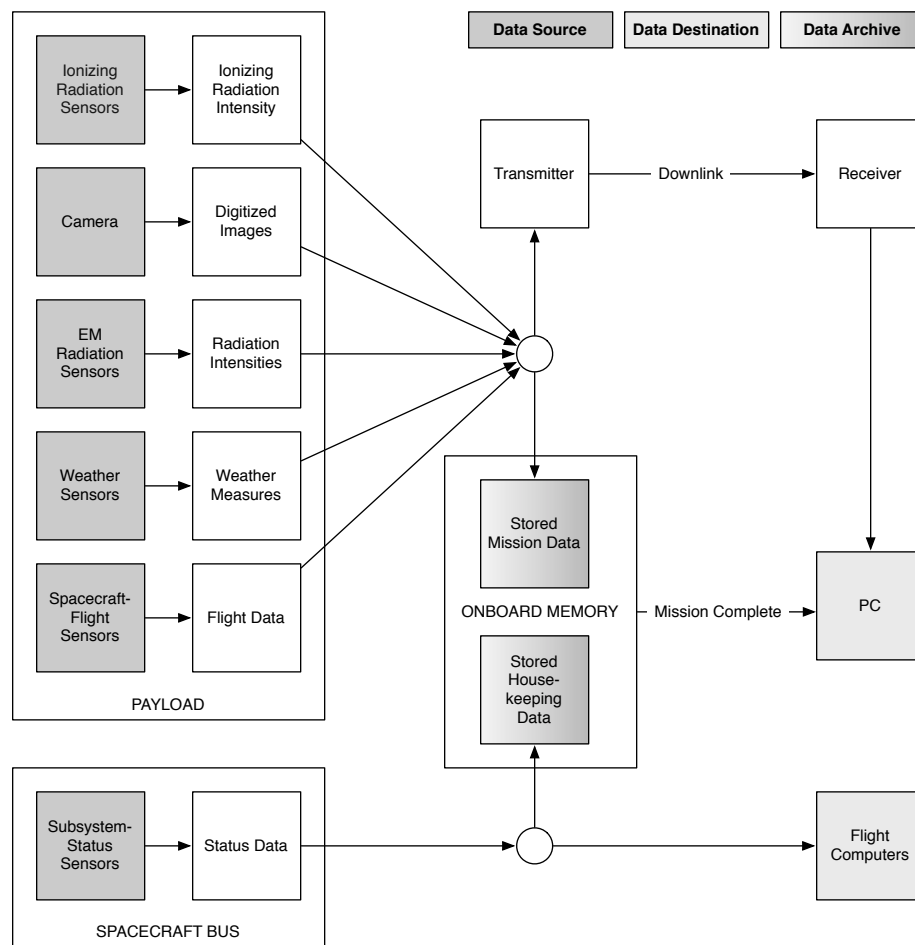 Data Source
Data Destination
Data Archive
Ionizing
Radiation
Sensors
Ionizing
Radiation
Intensity
Transmitter
Downlink
Receiver
Camera
Digitized
Images
EM
Radiation
Sensors
Radiation
Intensities
Weather
Sensors
Weather
Measures
Stored
Mission Data
Spacecraft-
Flight
Sensors
Flight Data
ONBOARD MEMORY
Mission Complete
PC
Stored
House-
keeping
Data
PAYLOAD
Subsystem-
Status
Sensors
Status Data
Flight
Computers
SPACECRAFT BUS